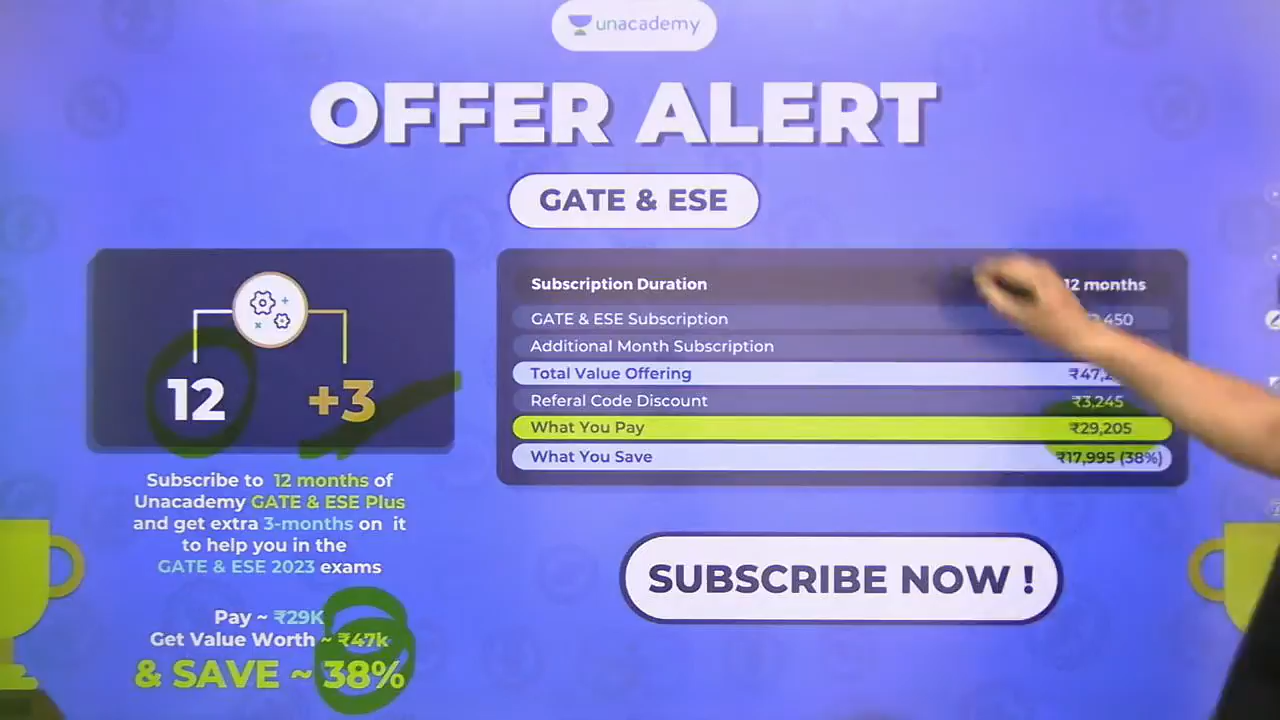 unacademy
OFFER ALERT
GATE & ESE
12 +3
Subscribe to 12 months of
Unacademy GATE & ESE Plus
and get extra 3-months on it
to help you in the
GATE & ESE 2023 exams
Pay ~ ₹29K
Get Value Worth ~ ₹47k
& SAVE ~ 38%
Subscription Duration 12 months
GATE & ESE Subscription
Additional Month Subscription
Total Value Offering
Referal Code Discount ₹3,245
What You Pay ₹29,205
What You Save ₹17,995 (38%)
SUBSCRIBE NOW !